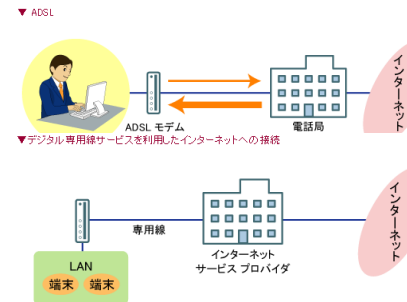 ▼ ADSL
インターネット
ADSL モデム
電話局
▼デジタル専用線サービスを利用したインターネットへの接続
インターネット
専用線
インターネット
サービス プロバイダ
LAN
端末 端末